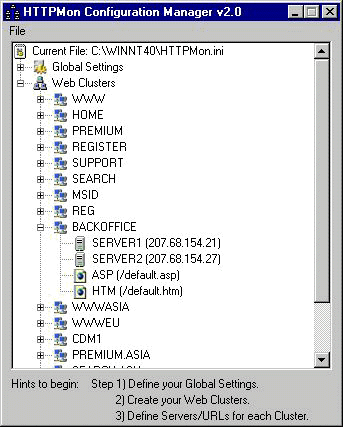 HTTPMon Configuration Manager v2.0
File
Current File: C:\WINNT40\HTTPMon.ini
Global Settings
Web Clusters
WWW
HOME
PREMIUM
REGISTER
SUPPORT
SEARCH
MSID
REG
BACKOFFICE
SERVER1 (207.68.154.21)
SERVER2 (207.68.154.27)
ASP (/default.asp)
HTM (/default.htm)
WWWASIA
WWWEU
CDM1
PREMIUM.ASIA
SEARCH.ASIA
Hints to begin: Step 1) Define your Global Settings.
2) Create your Web Clusters.
3) Define Servers/URLs for each Cluster.